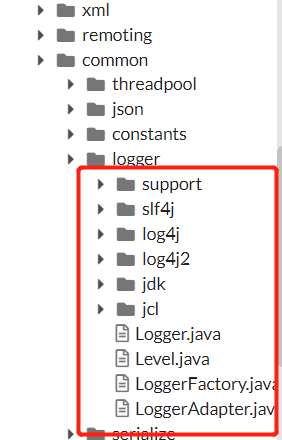 xml
remoting
common
threadpool
json
constants
logger
support
slf4j
log4j
log4j2
jdk
jcl
Logger.java
Level.java
LoggerFactory.java
LoggerAdapter.jav
serialize